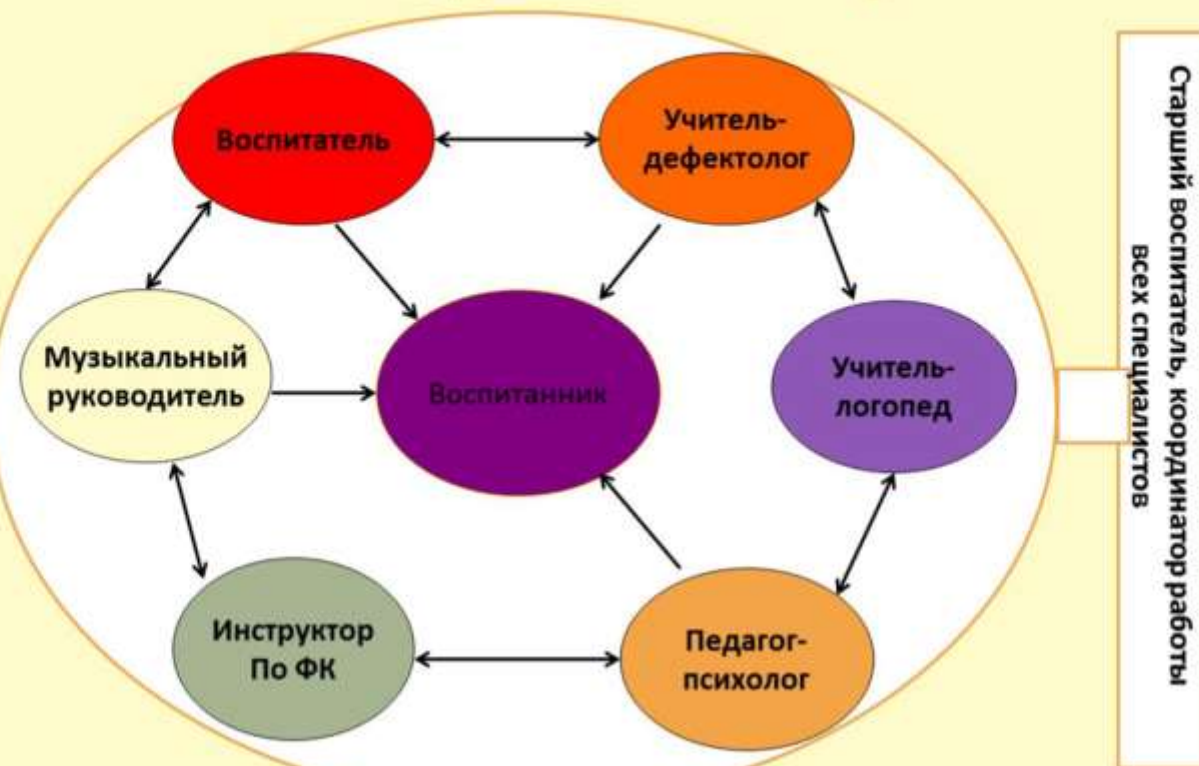 Воспитатель
Учитель-
дефектолог
Музыкальный
руководитель
Воспитанник
Учитель-
логопед
Инструктор
По ФК
Педагог-
психолог
Старший воспитатель, координатор работы
всех специалистов